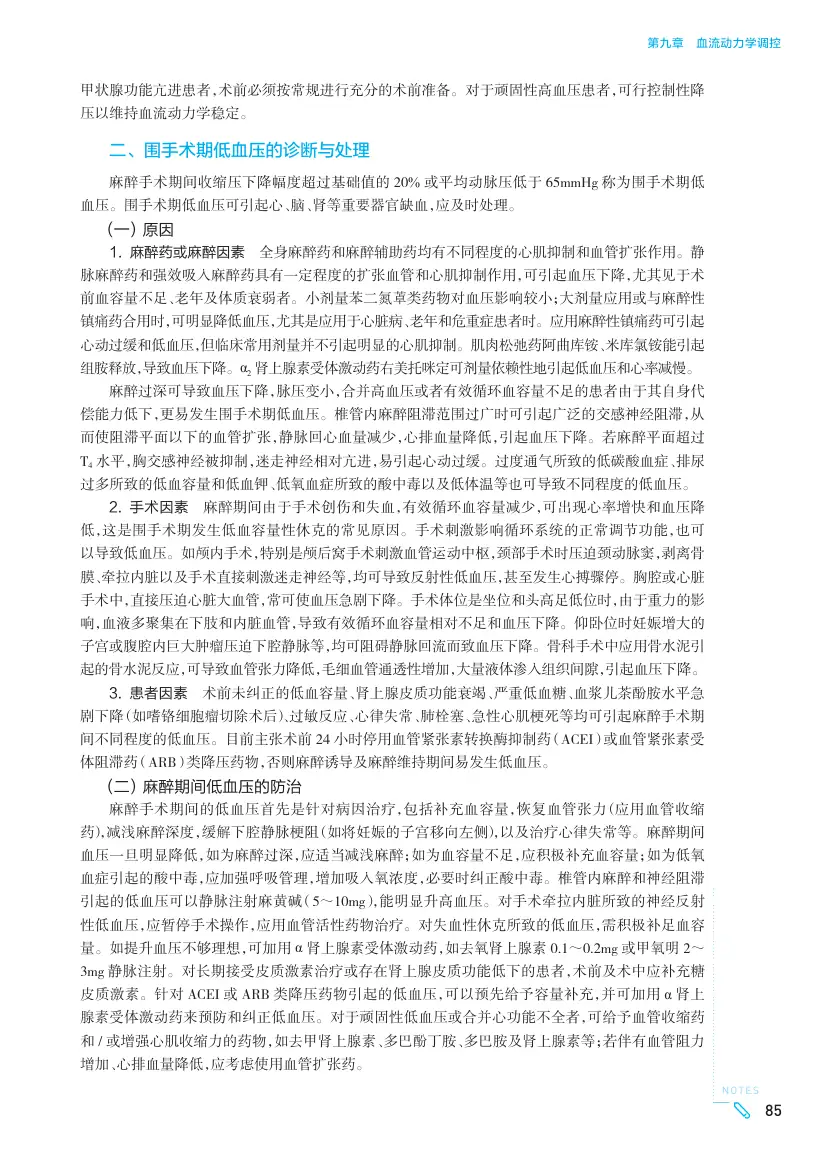 第九章 血流动力学调控
甲状腺功能亢进患者,术前必须按常规进行充分的术前准备。对于顽固性高血压患者,可行控制性降
压以维持血流动力学稳定。
二、围手术期低血压的诊断与处理
麻醉手术期间收缩压下降幅度超过基础值的 20% 或平均动脉压低于 65mmHg 称为围手术期低
血压。围手术期低血压可引起心、脑、肾等重要器官缺血,应及时处理。
(一)原因
1. 麻醉药或麻醉因素 全身麻醉药和麻醉辅助药均有不同程度的心肌抑制和血管扩张作用。静
脉麻醉药和强效吸入麻醉药具有一定程度的扩张血管和心肌抑制作用,可引起血压下降,尤其见于术
前血容量不足、老年及体质衰弱者。小剂量苯二氮䓬类药物对血压影响较小;大剂量应用或与麻醉性
镇痛药合用时,可明显降低血压,尤其是应用于心脏病、老年和危重症患者时。应用麻醉性镇痛药可引起
心动过缓和低血压,但临床常用剂量并不引起明显的心肌抑制。肌肉松弛药阿曲库铵、米库氯铵能引起
组胺释放,导致血压下降。α₂ 肾上腺素受体激动药右美托咪定可剂量依赖性地引起低血压和心率减慢。
麻醉过深可导致血压下降,脉压变小,合并高血压或者有效循环血容量不足的患者由于其自身代
偿能力低下,更易发生围手术期低血压。椎管内麻醉阻滞范围过广时可引起广泛的交感神经阻滞,从
而使阻滞平面以下的血管扩张,静脉回心血量减少,心排血量降低,引起血压下降。若麻醉平面超过
T₄ 水平,胸交感神经被抑制,迷走神经相对亢进,易引起心动过缓。过度通气所致的低碳酸血症、排尿
过多所致的低血容量和低血钾、低氧血症所致的酸中毒以及低体温等也可导致不同程度的低血压。
2. 手术因素 麻醉期间由于手术创伤和失血,有效循环血容量减少,可出现心率增快和血压降
低,这是围手术期发生低血容量性休克的常见原因。手术刺激影响循环系统的正常调节功能,也可
以导致低血压。如颅内手术,特别是颅后窝手术刺激血管运动中枢,颈部手术时压迫颈动脉窦,剥离骨
膜、牵拉内脏以及手术直接刺激迷走神经等,均可导致反射性低血压,甚至发生心搏骤停。胸腔或心脏
手术中,直接压迫心脏大血管,常可使血压急剧下降。手术体位是坐位和头高足低位时,由于重力的影
响,血液多聚集在下肢和内脏血管,导致有效循环血容量相对不足和血压下降。仰卧位时妊娠增大的
子宫或腹腔内巨大肿瘤压迫下腔静脉等,均可阻碍静脉回流而致血压下降。骨科手术中应用骨水泥引
起的骨水泥反应,可导致血管张力降低,毛细血管通透性增加,大量液体渗入组织间隙,引起血压下降。
3. 患者因素 术前未纠正的低血容量、肾上腺皮质功能衰竭、严重低血糖、血浆儿茶酚胺水平急
剧下降(如嗜铬细胞瘤切除术后)、过敏反应、心律失常、肺栓塞、急性心肌梗死等均可引起麻醉手术期
间不同程度的低血压。目前主张术前 24 小时停用血管紧张素转换酶抑制药(ACEI)或血管紧张素受
体阻滞药(ARB)类降压药物,否则麻醉诱导及麻醉维持期间易发生低血压。
(二)麻醉期间低血压的防治
麻醉手术期间的低血压首先是针对病因治疗,包括补充血容量,恢复血管张力(应用血管收缩
药),减浅麻醉深度,缓解下腔静脉梗阻(如将妊娠的子宫移向左侧),以及治疗心律失常等。麻醉期间
血压一旦明显降低,如为麻醉过深,应适当减浅麻醉;如为血容量不足,应积极补充血容量;如为低氧
血症引起的酸中毒,应加强呼吸管理,增加吸入氧浓度,必要时纠正酸中毒。椎管内麻醉和神经阻滞
引起的低血压可以静脉注射麻黄碱(5～10mg),能明显升高血压。对手术牵拉内脏所致的神经反射
性低血压,应暂停手术操作,应用血管活性药物治疗。对失血性休克所致的低血压,需积极补足血容
量。如提升血压不够理想,可加用 α 肾上腺素受体激动药,如去氧肾上腺素 0.1～0.2mg 或甲氧明 2～
3mg 静脉注射。对长期接受皮质激素治疗或存在肾上腺皮质功能低下的患者,术前及术中应补充糖
皮质激素。针对 ACEI 或 ARB 类降压药物引起的低血压,可以预先给予容量补充,并可加用 α 肾上
腺素受体激动药来预防和纠正低血压。对于顽固性低血压或合并心功能不全者,可给予血管收缩药
和 / 或增强心肌收缩力的药物,如去甲肾上腺素、多巴酚丁胺、多巴胺及肾上腺素等;若伴有血管阻力
增加、心排血量降低,应考虑使用血管扩张药。
NOTES
85